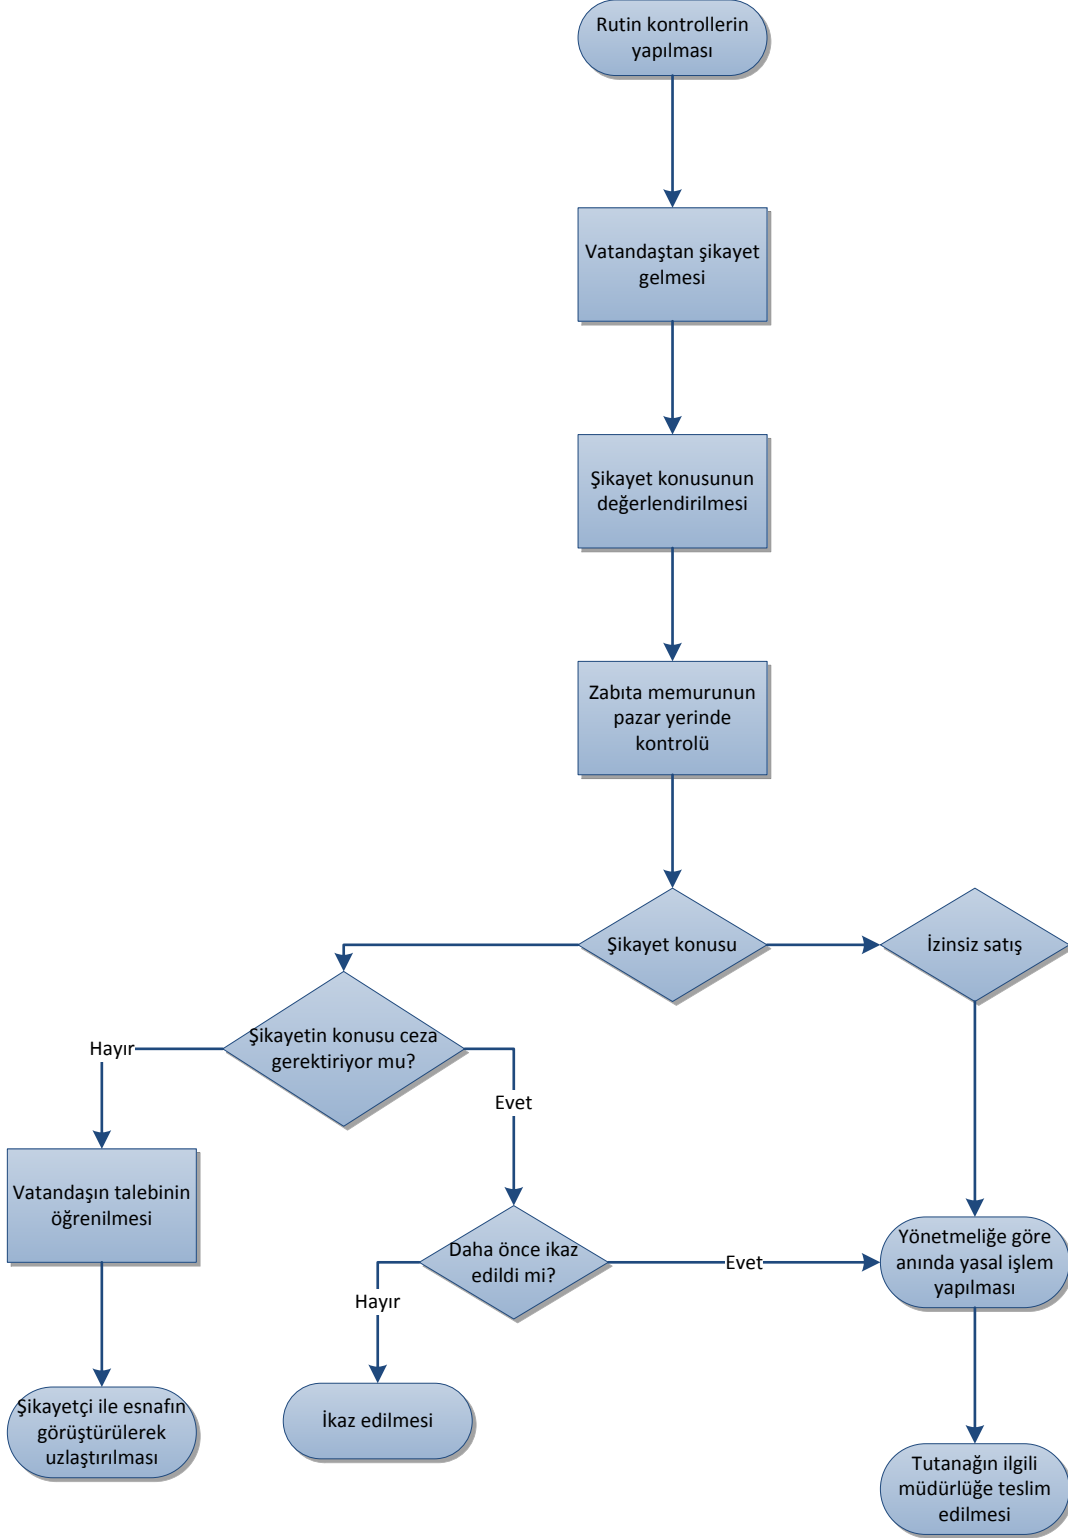 Rutin kontrollerin
yapılması
Vatandaştan şikayet
gelmesi
Şikayet konusunun
değerlendirilmesi
Zabıta memurunun
pazar yerinde
kontrolü
Şikayet konusu
İzinsiz satış
Şikayetin konusu ceza
gerektiriyor mu?
Hayır
Evet
Vatandaşın talebinin
öğrenilmesi
Daha önce ikaz
edildi mi?
Evet
Hayır
Yönetmeliğe göre
anında yasal işlem
yapılması
Şikayetçi ile esnafın
görüştürülerek
uzlaştırılması
İkaz edilmesi
Tutanağın ilgili
müdürlüğe teslim
edilmesi